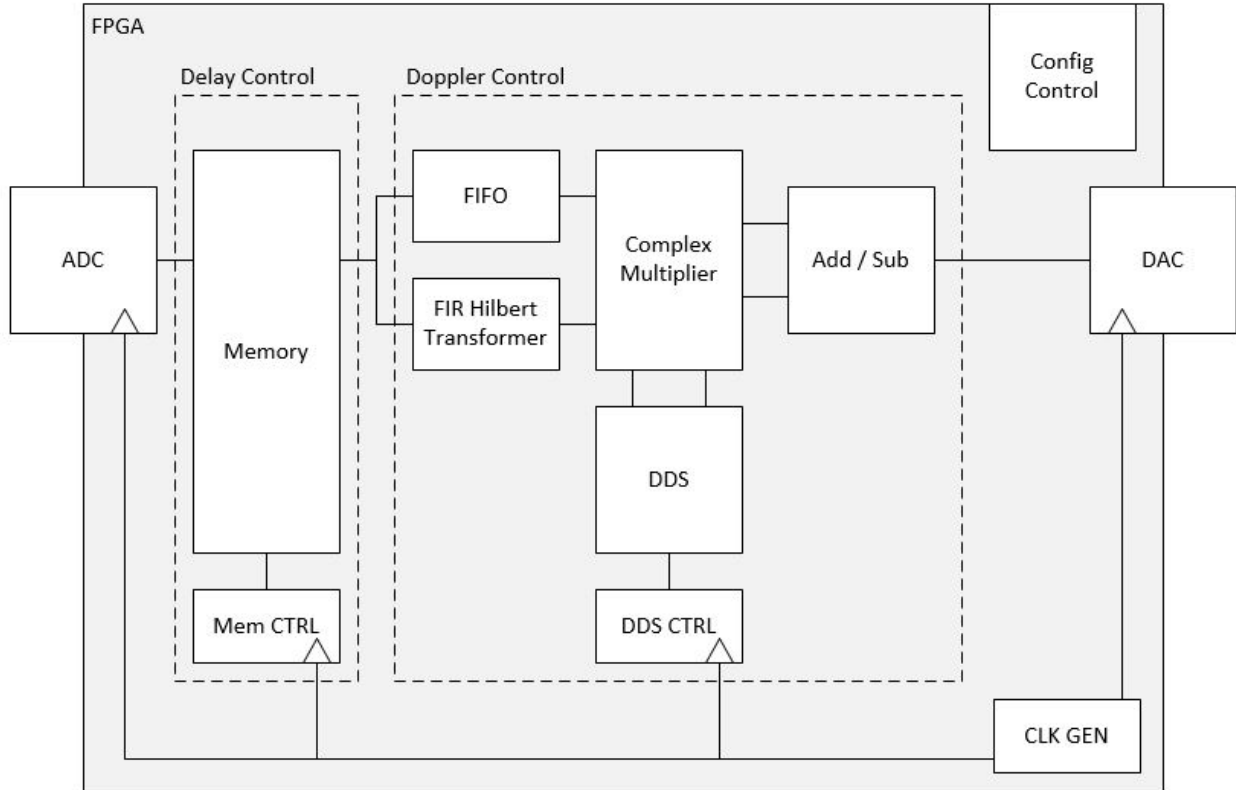 FPGA
Config
Control
Delay Control
Doppler Control
ADC
Memory
FIFO
FIR Hilbert
Transformer
Complex
Multiplier
Add / Sub
DAC
DDS
Mem CTRL
DDS CTRL
CLK GEN